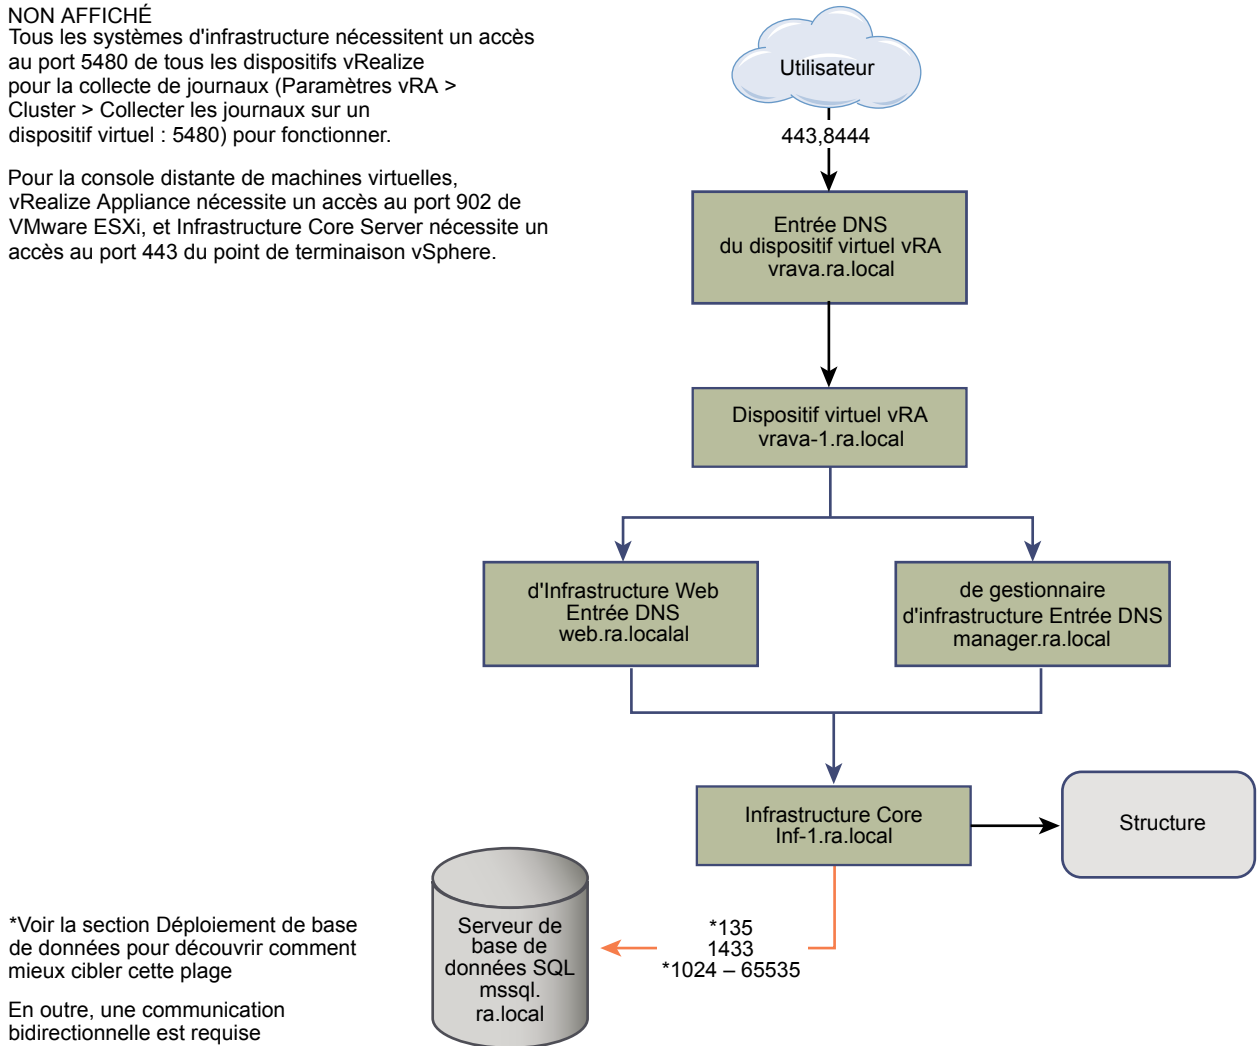 NON AFFICHÉ
Tous les systèmes d'infrastructure nécessitent un accès
au port 5480 de tous les dispositifs vRealize
pour la collecte de journaux (Paramètres vRA >
Cluster > Collecter les journaux sur un
dispositif virtuel : 5480) pour fonctionner.
Pour la console distante de machines virtuelles,
vRealize Appliance nécessite un accès au port 902 de
VMware ESXi, et Infrastructure Core Server nécessite un
accès au port 443 du point de terminaison vSphere.
Utilisateur
443,8444
Entrée DNS
du dispositif virtuel vRA
vrava.ra.local
Dispositif virtuel vRA
vrava-1.ra.local
d'Infrastructure Web
Entrée DNS
web.ra.localal
de gestionnaire
d'infrastructure Entrée DNS
manager.ra.local
Infrastructure Core
Inf-1.ra.local
Structure
*135
1433
*1024 – 65535
Serveur de
base de
données SQL
mssql.
ra.local
*Voir la section Déploiement de base
de données pour découvrir comment
mieux cibler cette plage
En outre, une communication
bidirectionnelle est requise